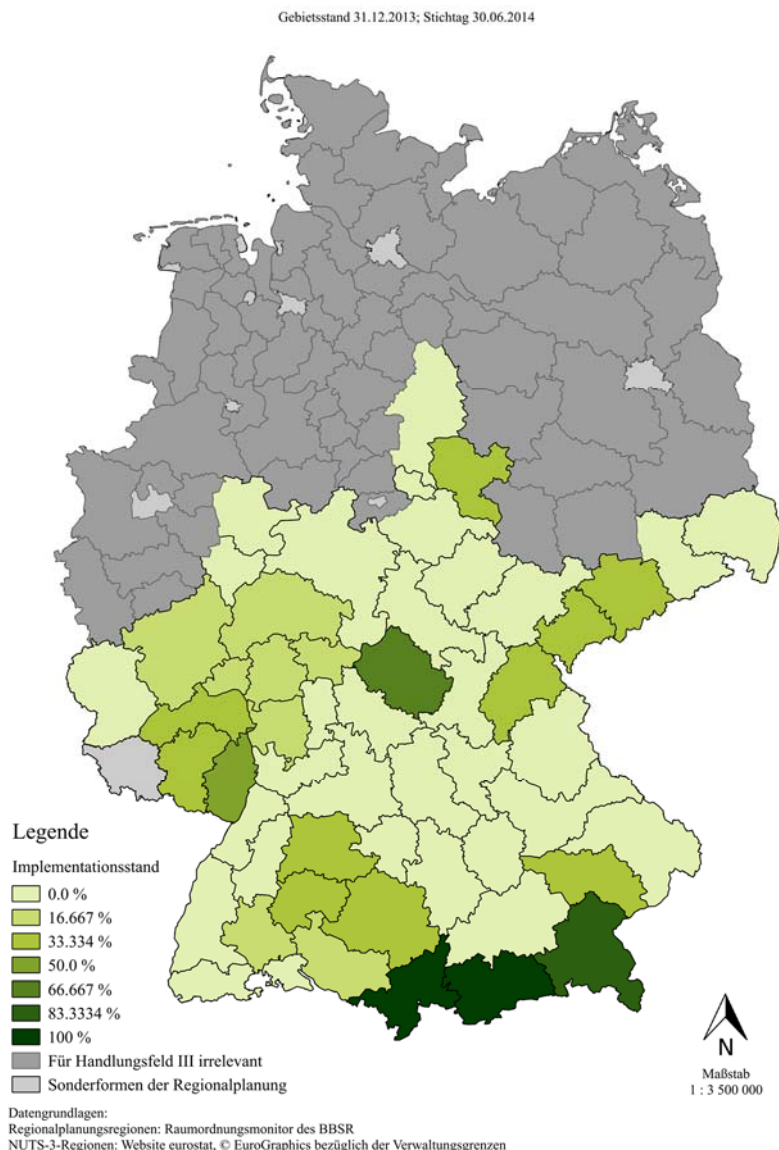 Gebietsstand 31.12.2013; Stichtag 30.06.2014
Legende
Implementationsstand
0.0 %
16.667 %
33.334 %
50.0 %
66.667 %
83.3334 %
100 %
Für Handlungsfeld III irrelevant
Sonderformen der Regionalplanung
N
Maßstab
1 : 3 500 000
Datengrundlagen:
Regionalplanungsregionen: Raumordnungsmonitor des BBSR
NUTS-3-Regionen: Website eurostat, © EuroGraphics bezüglich der Verwaltungsgrenzen